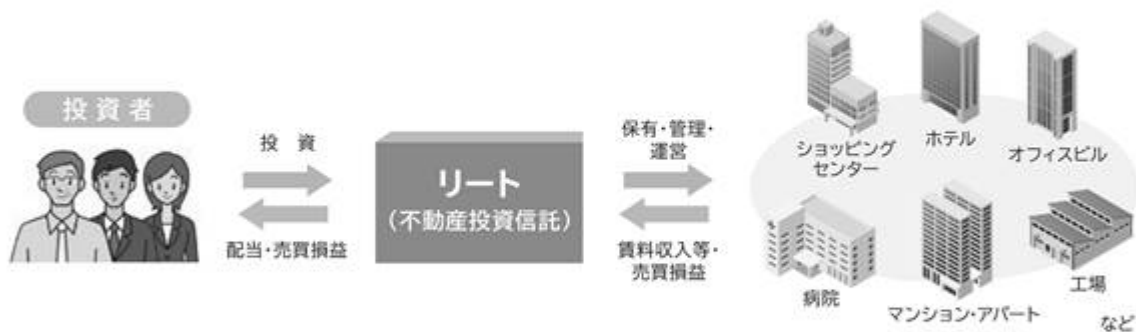 投資者
投 資
配当・売買損益
リート
（不動産投資信託）
保有・管理・
運営
賃料収入等・
売買損益
ショッピング
センター
ホテル
オフィスビル
病院
マンション・アパート
工場
など